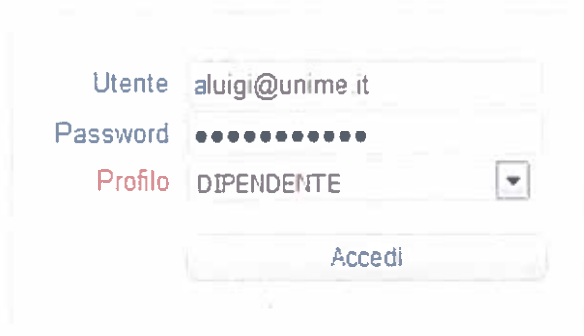 Utente aluigi@unime.it
Password ●●●●●●●●●●●
Profilo DIPENDENTE
Accedi